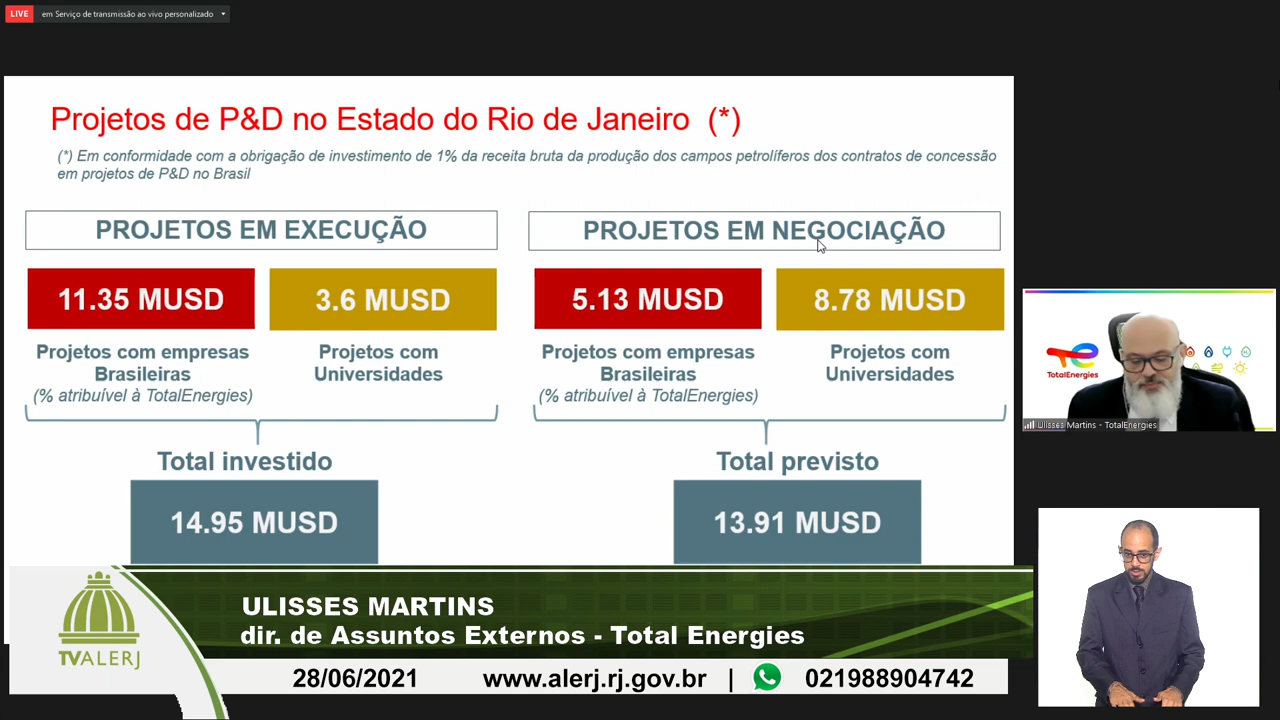 LIVE em Serviço de transmissão ao vivo personalizado
Projetos de P&D no Estado do Rio de Janeiro (*)
(*) Em conformidade com a obrigação de investimento de 1% da receita bruta da produção dos campos petrolíferos dos contratos de concessão
em projetos de P&D no Brasil
PROJETOS EM EXECUÇÃO
PROJETOS EM NEGOCIAÇÃO
11.35 MUSD
3.6 MUSD
5.13 MUSD
8.78 MUSD
Projetos com empresas
Brasileiras
(% atribuível à TotalEnergies)
Projetos com
Universidades
Projetos com empresas
Brasileiras
(% atribuível à TotalEnergies)
Projetos com
Universidades
Total investido
14.95 MUSD
Total previsto
13.91 MUSD
TotalEnergies
Ulisses Martins - TotalEnergies
ULISSES MARTINS
dir. de Assuntos Externos - Total Energies
TVALERJ
28/06/2021 www.alerj.rj.gov.br | 021988904742